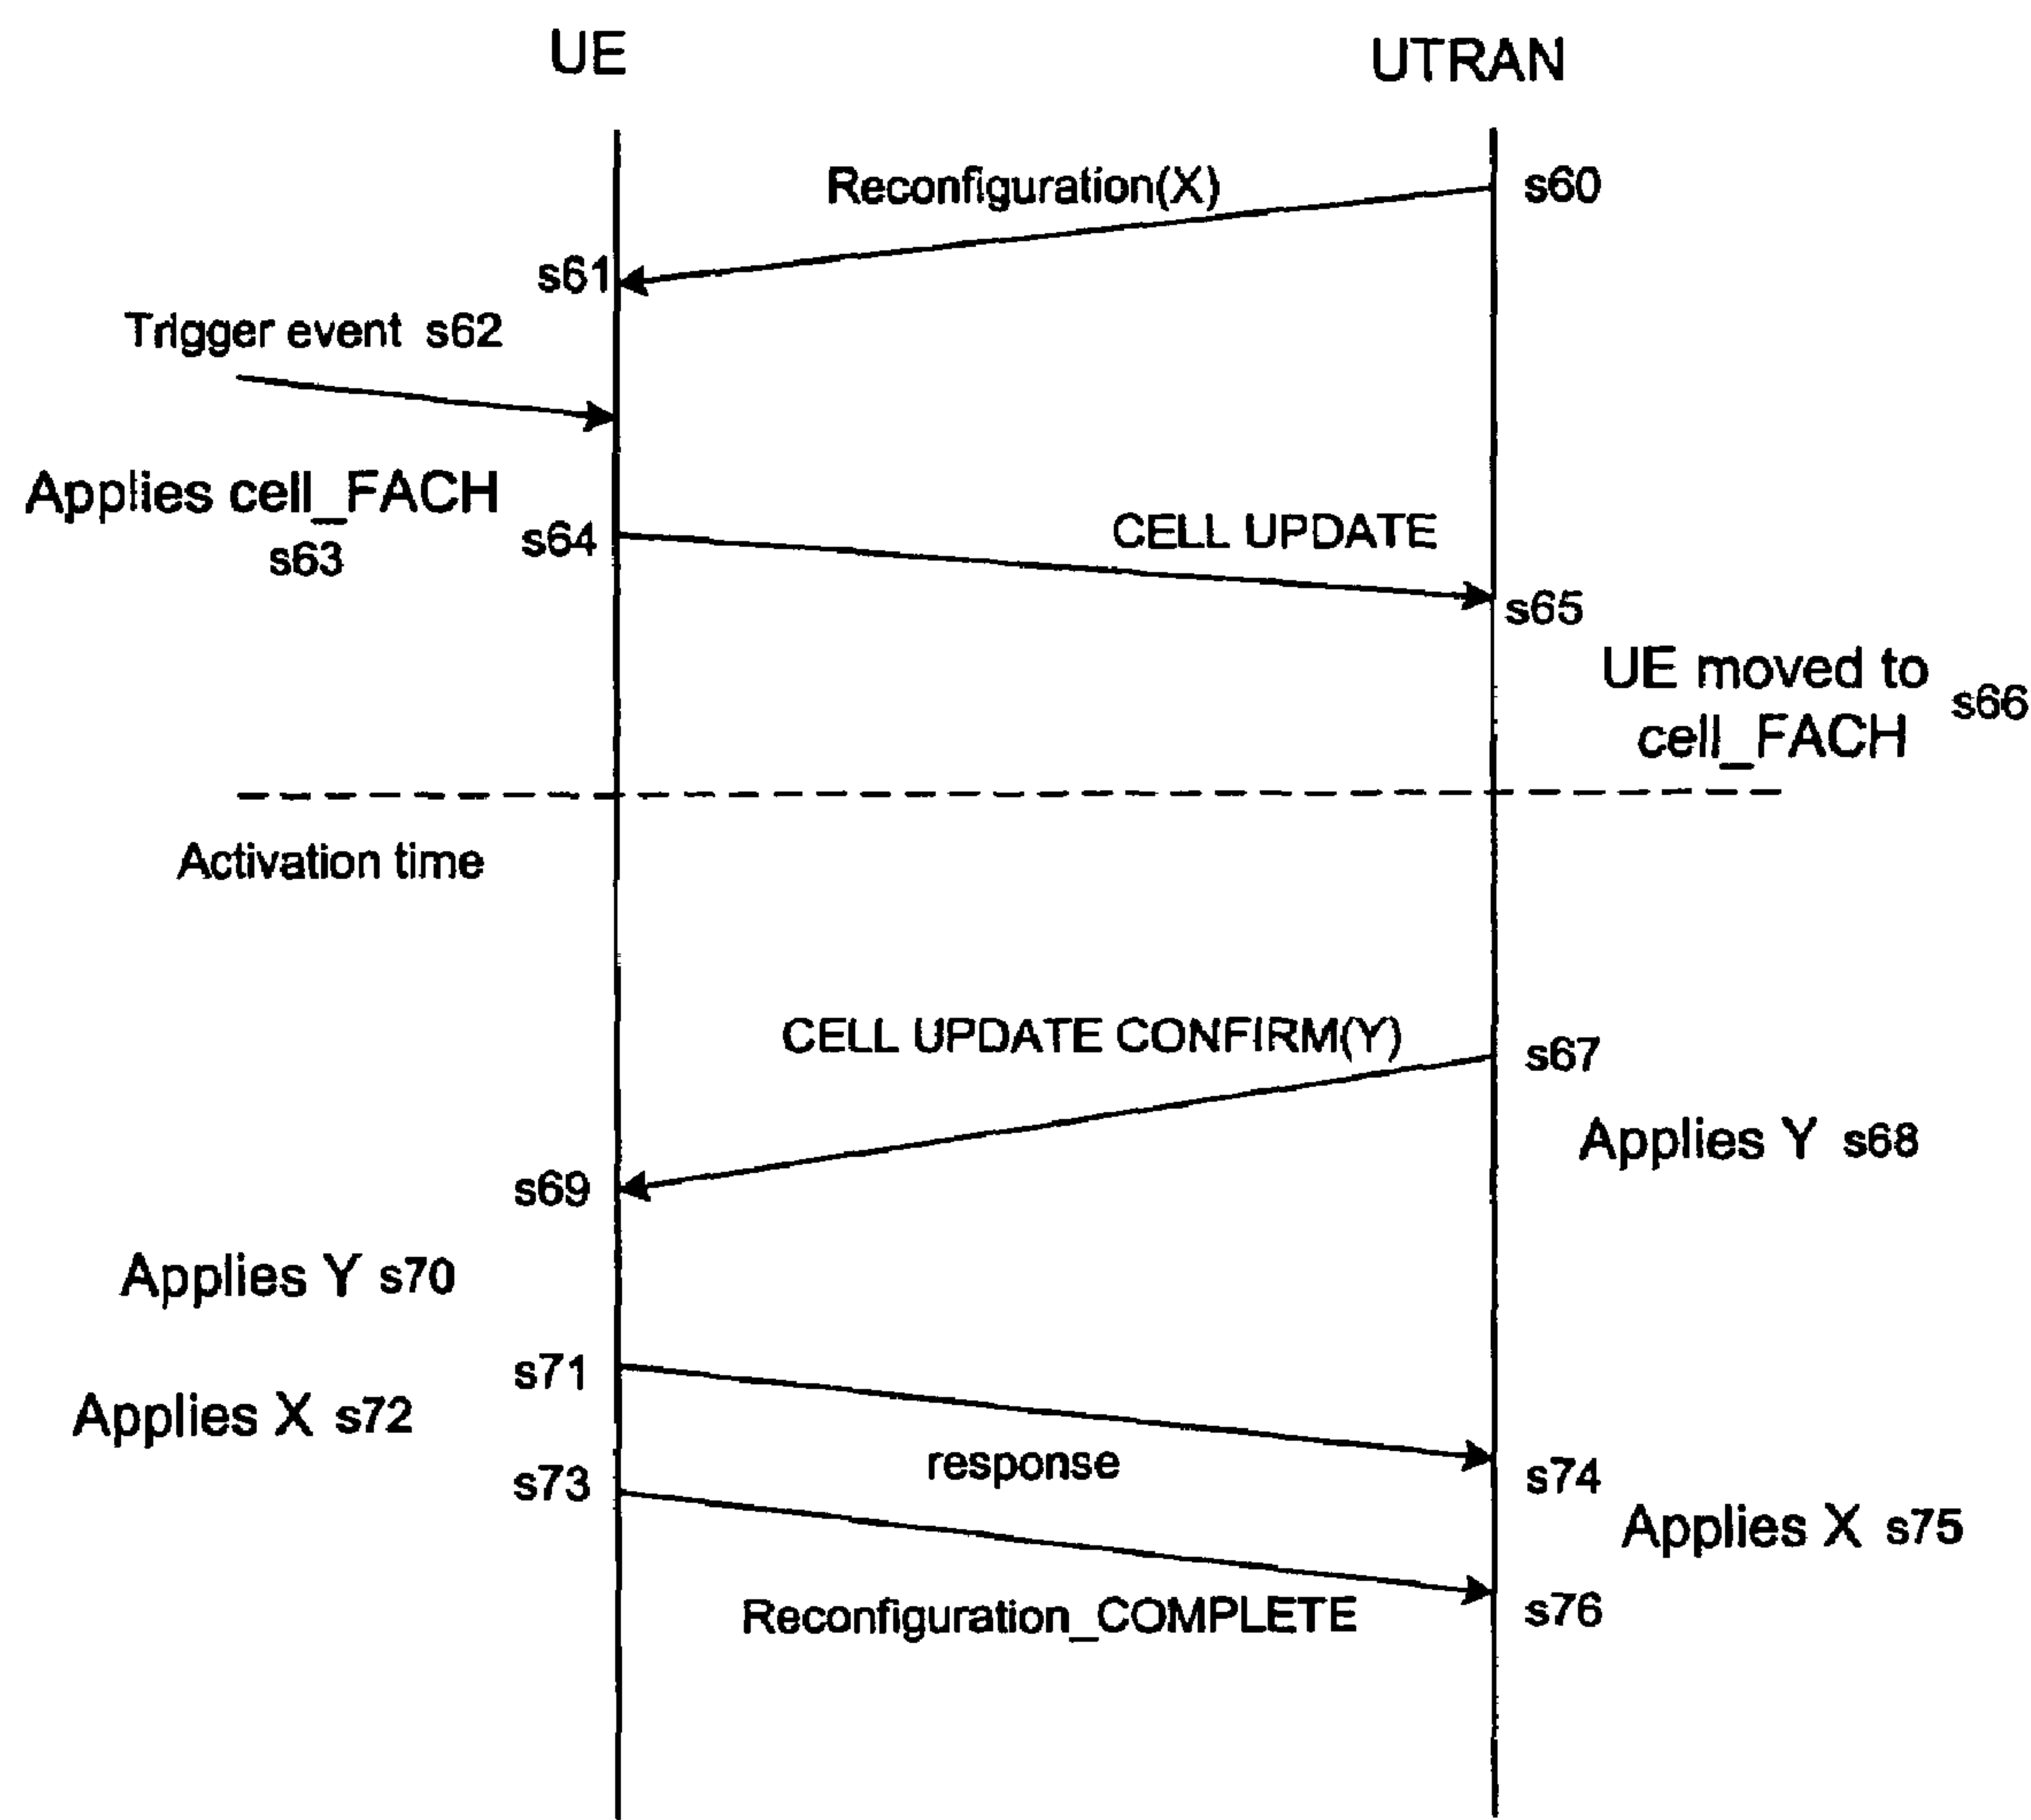 UE
UTRAN
Reconfiguration(X)
s60
s61
Trigger event s62
Applies cell_FACH
s63
s64
CELL UPDATE
s65
UE moved to
cell_FACH
s66
Activation time
CELL UPDATE CONFIRM(Y)
s67
Applies Y s68
s69
Applies Y s70
s71
Applies X s72
response
s73
s74
Applies X s75
Reconfiguration_COMPLETE
s76